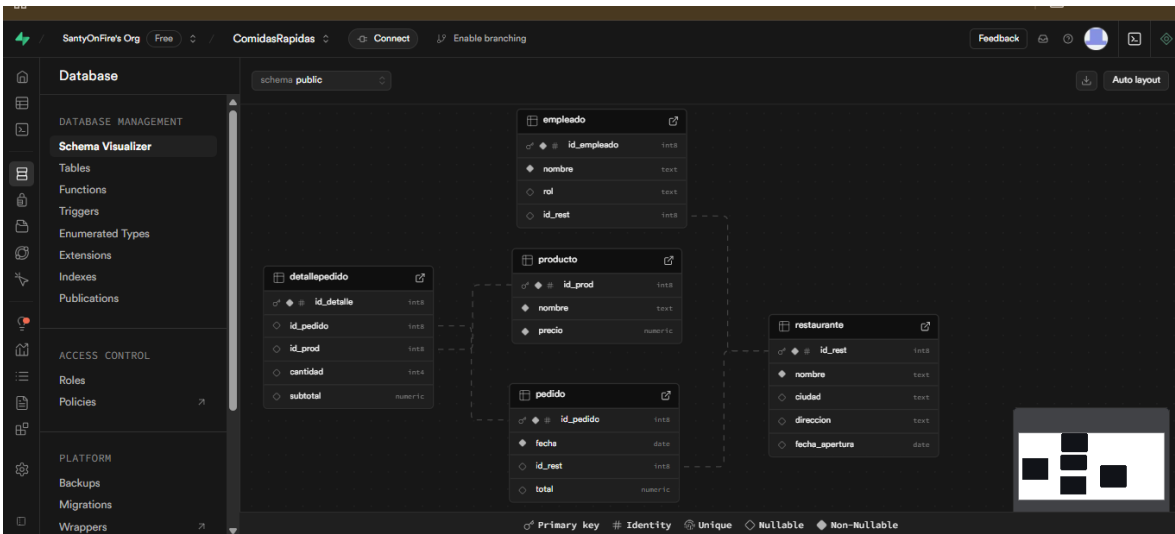 SantyOnFire's Org Free ComidasRapidas Connect Enable branching Feedback
Database
schema public
Auto layout
DATABASE MANAGEMENT
Schema Visualizer
Tables
Functions
Triggers
Enumerated Types
Extensions
Indexes
Publications
ACCESS CONTROL
Roles
Policies
PLATFORM
Backups
Migrations
Wrappers
empleado
id_empleado int8
nombre text
rol text
id_rest int8
producto
id_prod int8
nombre text
precio numeric
detallepedido
id_detalle int8
id_pedido int8
id_prod int8
cantidad int4
subtotal numeric
pedido
id_pedido int8
fecha date
id_rest int8
total numeric
restaurante
id_rest int8
nombre text
ciudad text
direccion text
fecha_apertura date
Primary key # Identity Unique Nullable Non-Nullable